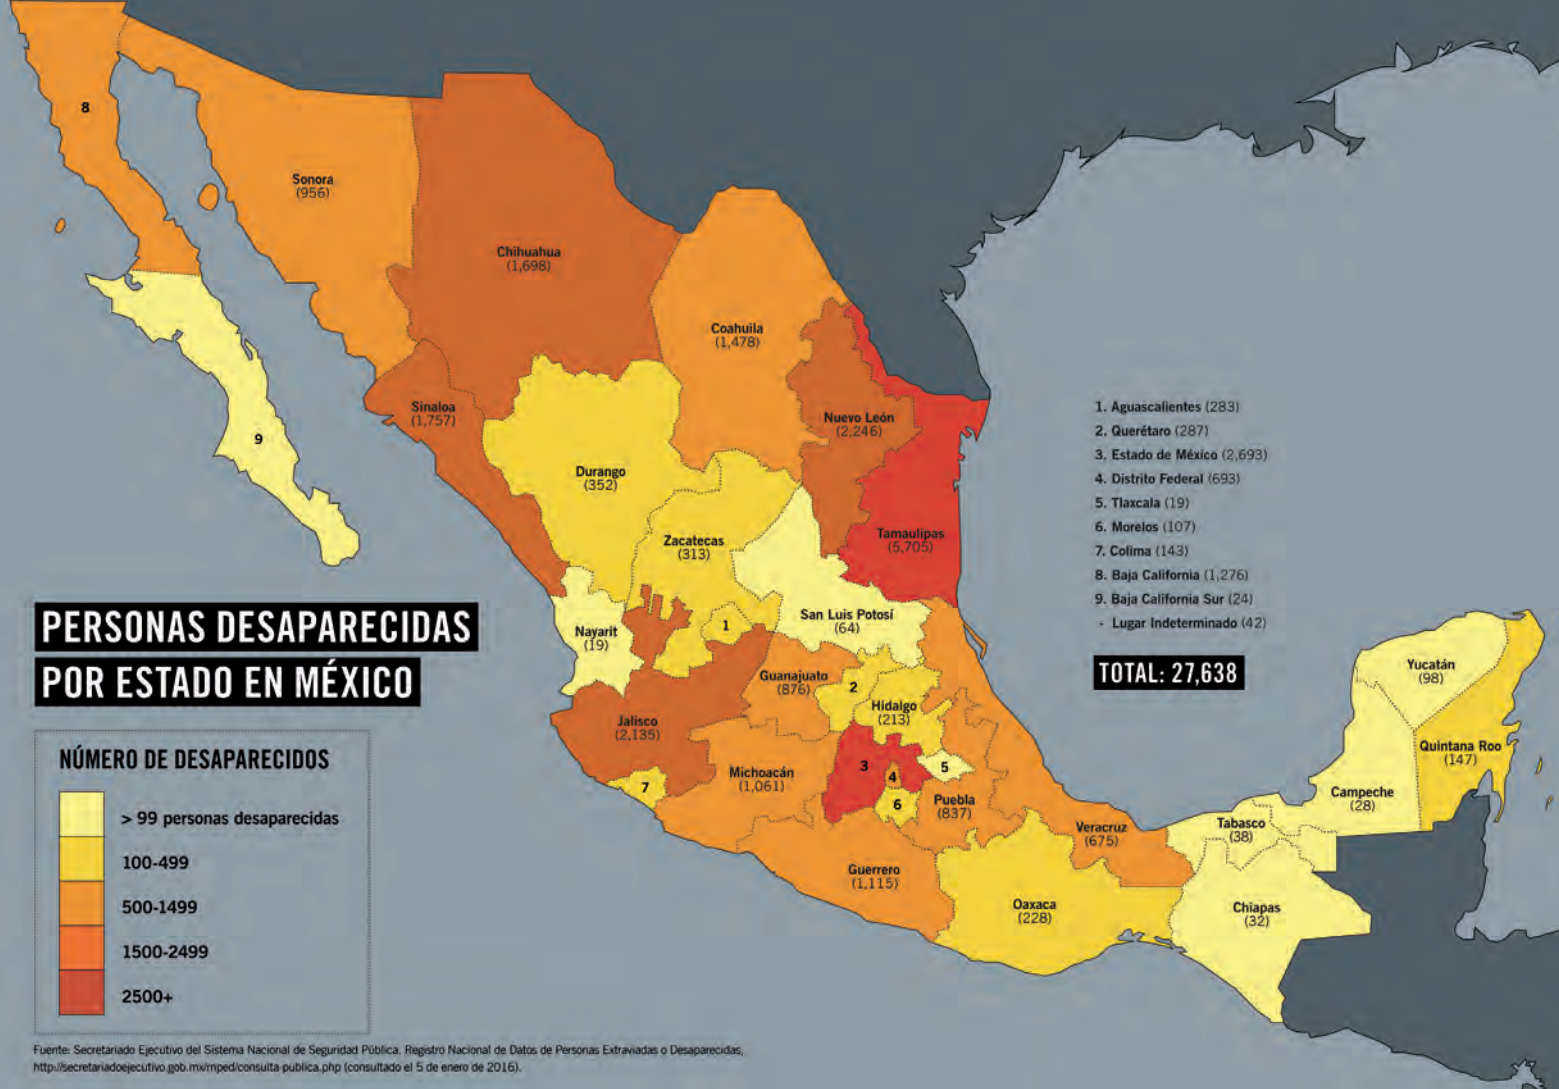 8
Sonora
(956)
Chihuahua
(1,698)
Coahuila
(1,478)
Sinaloa
(1,757)
Nuevo León
(2,246)
9
Durango
(352)
Zacatecas
(313)
Tamaulipas
(5,705)
San Luis Potosí
(64)
Nayarit
(19)
1
Guanajuato
(876)
2
Hidalgo
(213)
Jalisco
(2,135)
3
4
5
6
7
Michoacán
(1,061)
Puebla
(837)
Veracruz
(675)
Guerrero
(1,115)
Oaxaca
(228)
Tabasco
(38)
Chiapas
(32)
Campeche
(28)
Yucatán
(98)
Quintana Roo
(147)
1. Aguascalientes (283)
2. Querétaro (287)
3. Estado de México (2,693)
4. Distrito Federal (693)
5. Tlaxcala (19)
6. Morelos (107)
7. Colima (143)
8. Baja California (1,276)
9. Baja California Sur (24)
- Lugar Indeterminado (42)
TOTAL: 27,638
PERSONAS DESAPARECIDAS
POR ESTADO EN MÉXICO
NÚMERO DE DESAPARECIDOS
> 99 personas desaparecidas
100-499
500-1499
1500-2499
2500+
Fuente: Secretariado Ejecutivo del Sistema Nacional de Seguridad Pública. Registro Nacional de Datos de Personas Extraviadas o Desaparecidas,
http://secretariadoejecutivo.gob.mx/rnped/consulta-publica.php (consultado el 5 de enero de 2016).